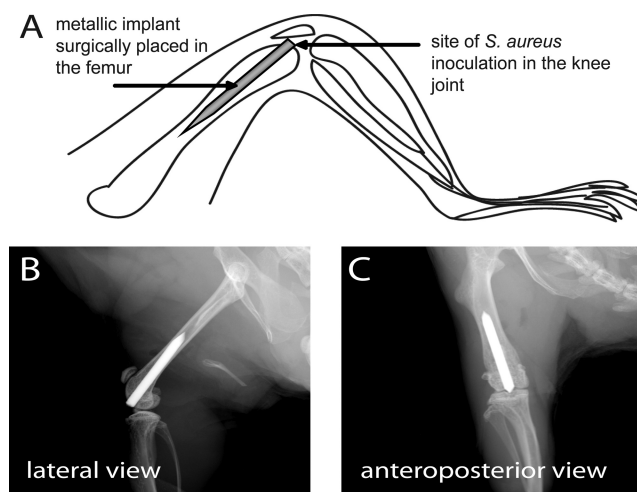 A
metallic implant
surgically placed in
the femur
site of S. aureus
inoculation in the knee
joint
B
lateral view
C
anteroposterior view